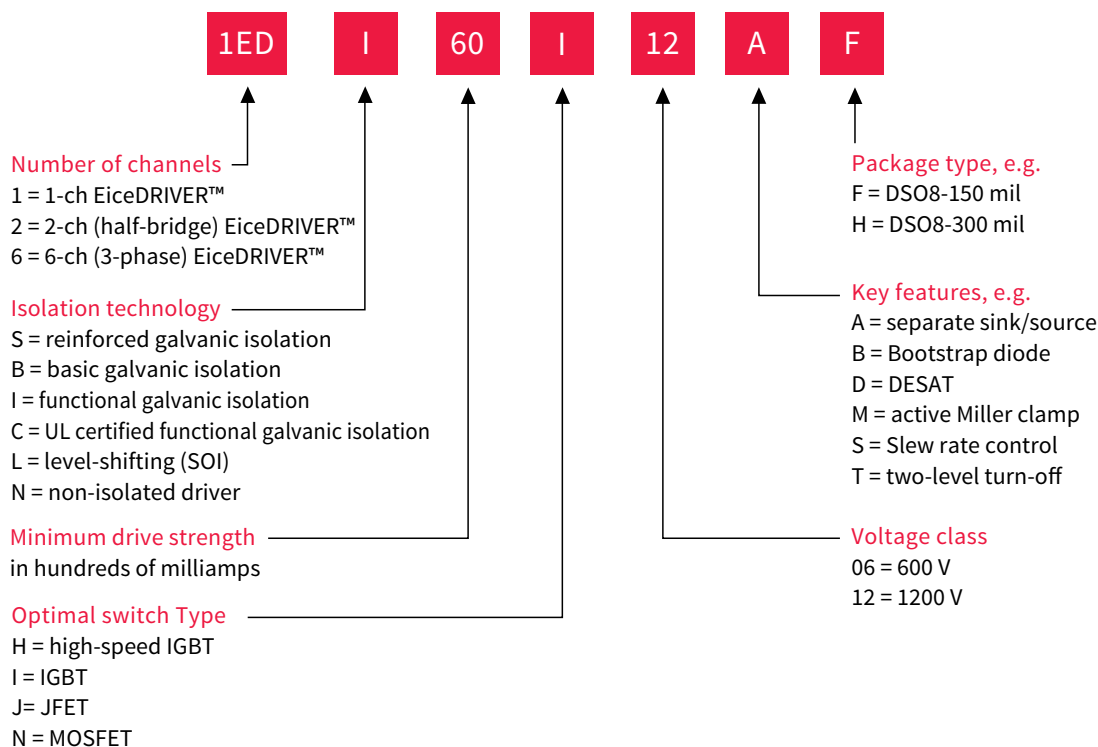 1ED I 60 I 12 A F
Number of channels
1 = 1-ch EiceDRIVER™
2 = 2-ch (half-bridge) EiceDRIVER™
6 = 6-ch (3-phase) EiceDRIVER™
Isolation technology
S = reinforced galvanic isolation
B = basic galvanic isolation
I = functional galvanic isolation
C = UL certified functional galvanic isolation
L = level-shifting (SOI)
N = non-isolated driver
Minimum drive strength
in hundreds of milliamps
Optimal switch Type
H = high-speed IGBT
I = IGBT
J= JFET
N = MOSFET
Package type, e.g.
F = DSO8-150 mil
H = DSO8-300 mil
Key features, e.g.
A = separate sink/source
B = Bootstrap diode
D = DESAT
M = active Miller clamp
S = Slew rate control
T = two-level turn-off
Voltage class
06 = 600 V
12 = 1200 V